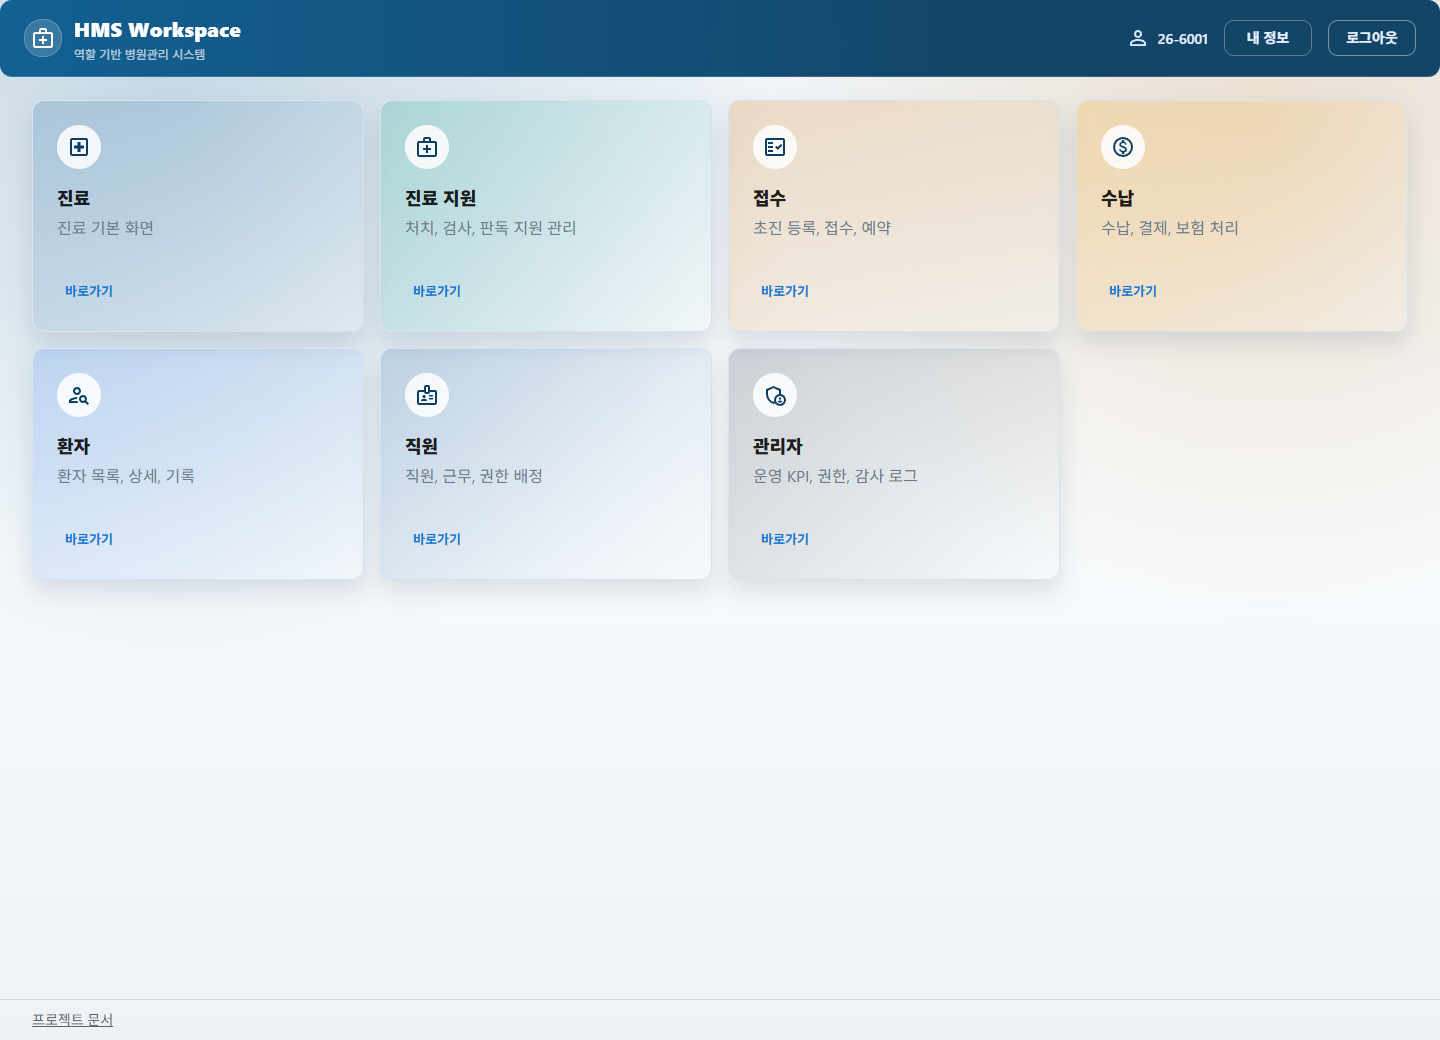 HMS Workspace
역할 기반 병원관리 시스템
26-6001
내 정보
로그아웃
진료
진료 기본 화면
바로가기
진료 지원
처치, 검사, 판독 지원 관리
바로가기
접수
초진 등록, 접수, 예약
바로가기
수납
수납, 결제, 보험 처리
바로가기
환자
환자 목록, 상세, 기록
바로가기
직원
직원, 근무, 권한 배정
바로가기
관리자
운영 KPI, 권한, 감사 로그
바로가기
프로젝트 문서